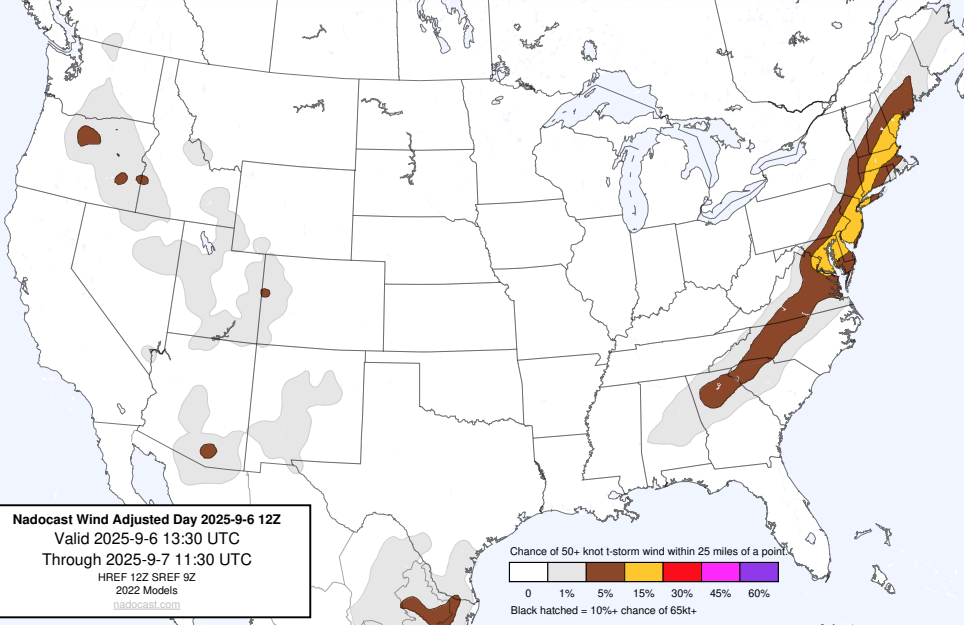 Nadocast Wind Adjusted Day 2025-9-6 12Z
Valid 2025-9-6 13:30 UTC
Through 2025-9-7 11:30 UTC
HREF 12Z SREF 9Z
2022 Models
nadocast.com
Chance of 50+ knot t-storm wind within 25 miles of a point.
0 1% 5% 15% 30% 45% 60%
Black hatched = 10%+ chance of 65kt+